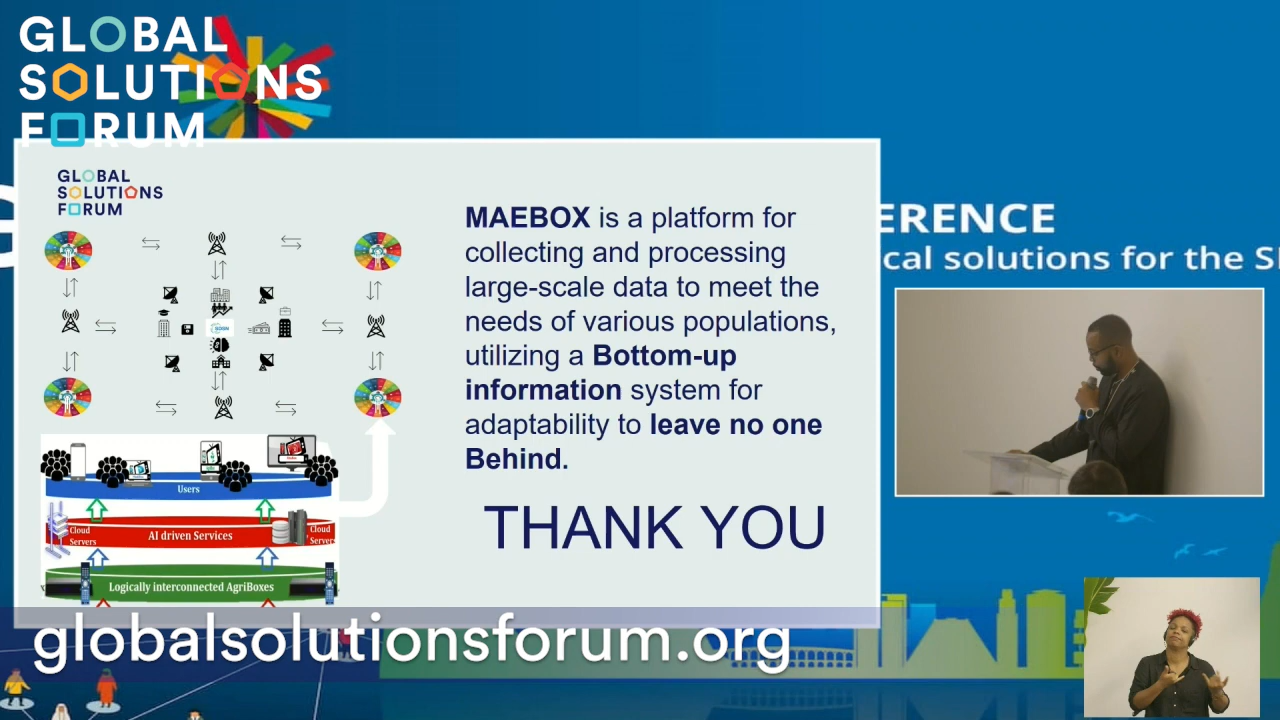 GLOBAL
SOLUTIONS
FORUM
GLOBAL
SOLUTIONS
FORUM
MAEBOX is a platform for
collecting and processing
large-scale data to meet the
needs of various populations,
utilizing a Bottom-up
information system for
adaptability to leave no one
Behind.
THANK YOU
Users
Cloud
Servers
AI driven Services
Cloud
Servers
Logically interconnected AgriBoxes
ERENCE
cal solutions for the S
globalsolutionsforum.org